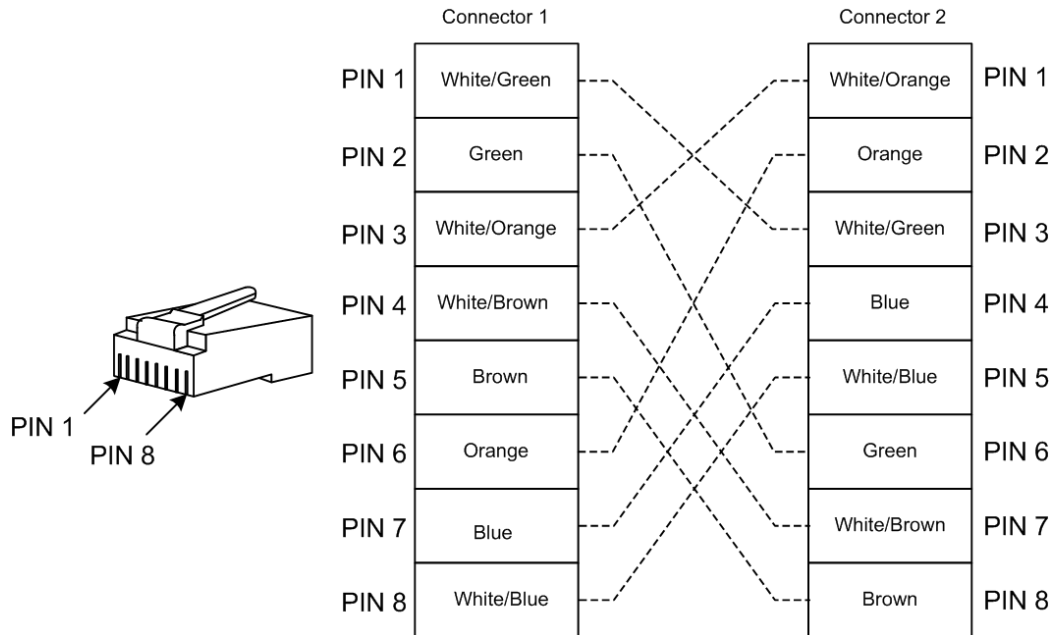 Connector 1 Connector 2
PIN 1 White/Green White/Orange PIN 1
PIN 2 Green Orange PIN 2
PIN 3 White/Orange White/Green PIN 3
PIN 4 White/Brown Blue PIN 4
PIN 5 Brown White/Blue PIN 5
PIN 6 Orange Green PIN 6
PIN 7 Blue White/Brown PIN 7
PIN 8 White/Blue Brown PIN 8
PIN 1
PIN 8